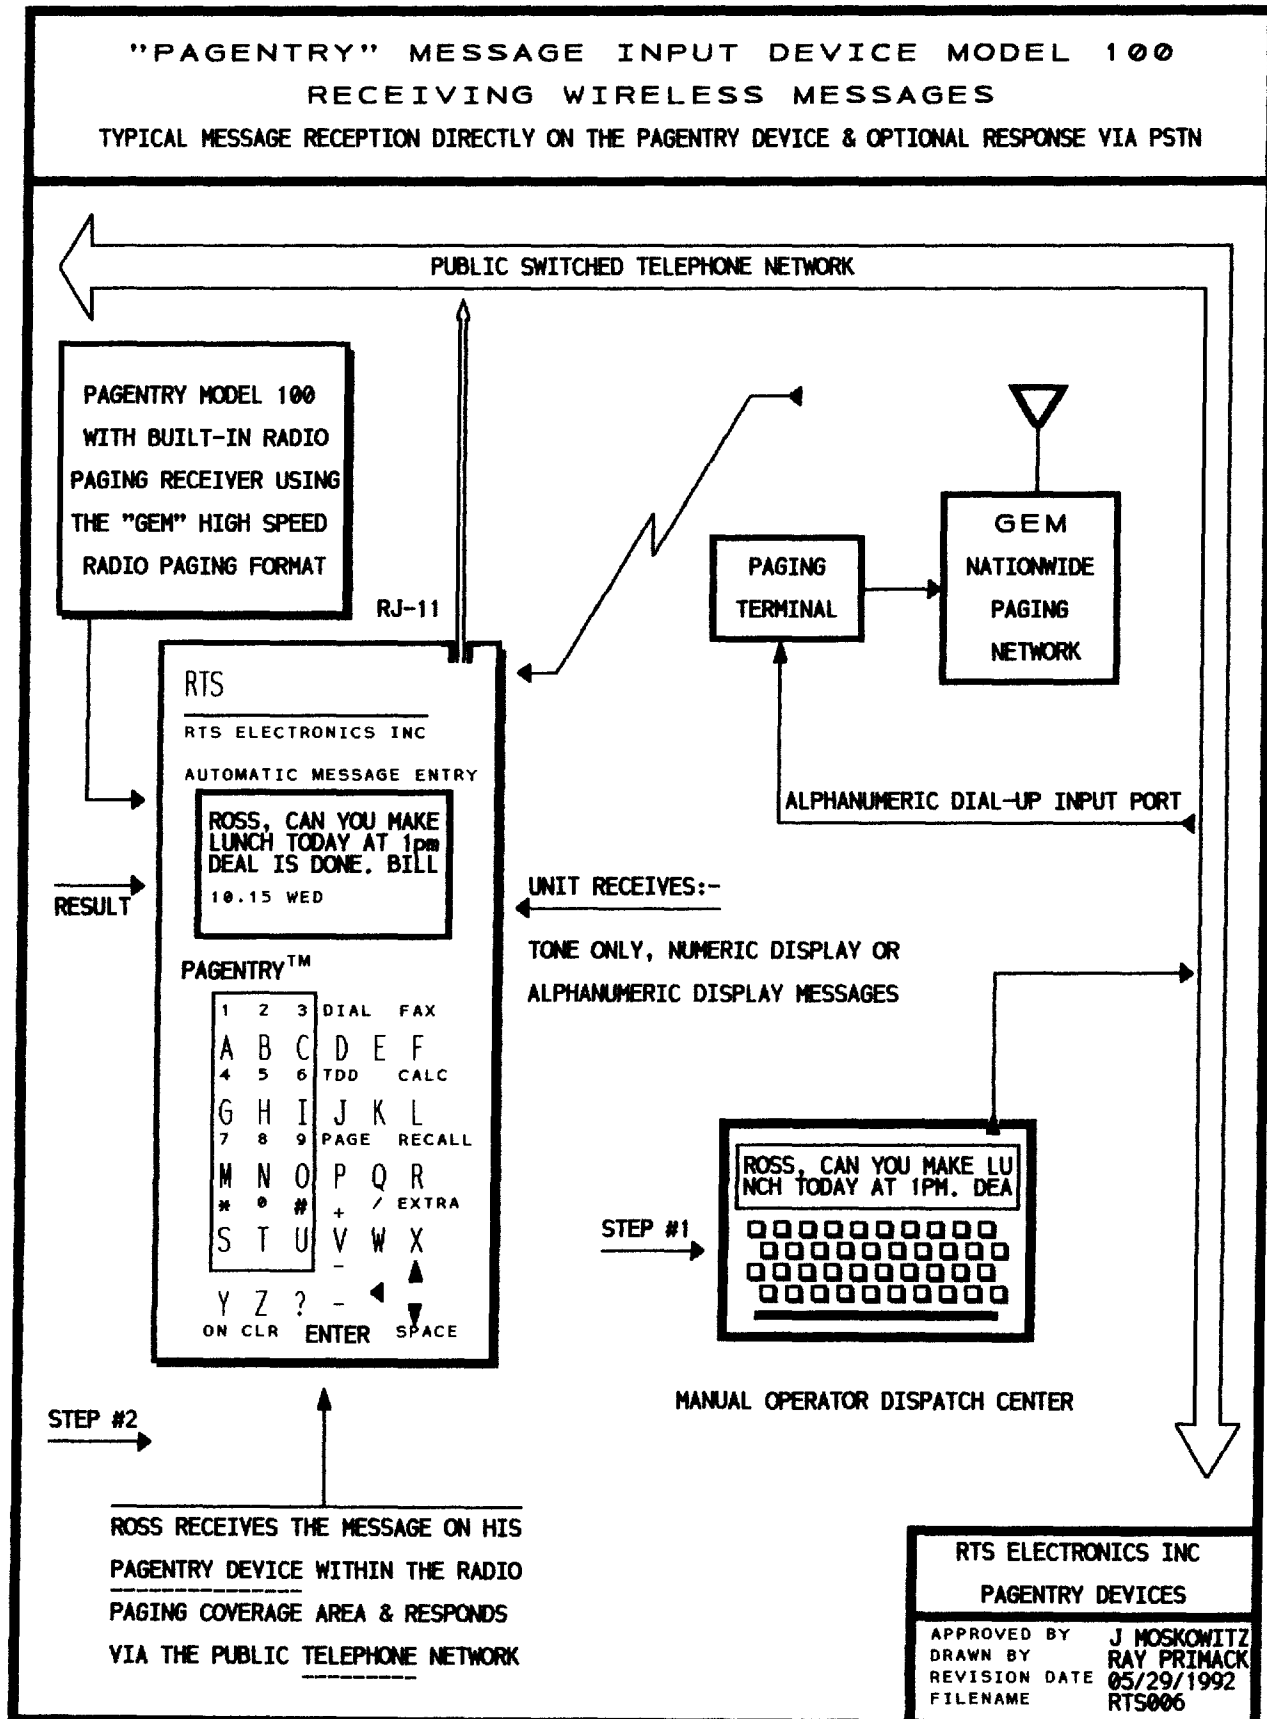 "PAGENTRY" MESSAGE INPUT DEVICE MODEL 100
RECEIVING WIRELESS MESSAGES
TYPICAL MESSAGE RECEPTION DIRECTLY ON THE PAGENTRY DEVICE & OPTIONAL RESPONSE VIA PSTN
PUBLIC SWITCHED TELEPHONE NETWORK
PAGENTRY MODEL 100
WITH BUILT-IN RADIO
PAGING RECEIVER USING
THE "GEM" HIGH SPEED
RADIO PAGING FORMAT
RJ-11
PAGING
TERMINAL
GEM
NATIONWIDE
PAGING
NETWORK
RTS
RTS ELECTRONICS INC
AUTOMATIC MESSAGE ENTRY
ROSS, CAN YOU MAKE
LUNCH TODAY AT 1pm
DEAL IS DONE. BILL
10.15 WED
RESULT
ALPHANUMERIC DIAL-UP INPUT PORT
UNIT RECEIVES:-
TONE ONLY, NUMERIC DISPLAY OR
ALPHANUMERIC DISPLAY MESSAGES
PAGENTRY™
1 2 3 DIAL FAX
A B C D E F
4 5 6 TDD CALC
G H I J K L
7 8 9 PAGE RECALL
M N O P Q R
* 0 # + / EXTRA
S T U V W X
_
Y Z ? -
ON CLR ENTER SPACE
STEP #1
ROSS, CAN YOU MAKE LU
NCH TODAY AT 1PM. DEA
MANUAL OPERATOR DISPATCH CENTER
STEP #2
ROSS RECEIVES THE MESSAGE ON HIS
PAGENTRY DEVICE WITHIN THE RADIO
PAGING COVERAGE AREA & RESPONDS
VIA THE PUBLIC TELEPHONE NETWORK
RTS ELECTRONICS INC
PAGENTRY DEVICES
APPROVED BY J MOSKOWITZ
DRAWN BY RAY PRIMACK
REVISION DATE 05/29/1992
FILENAME RTS006